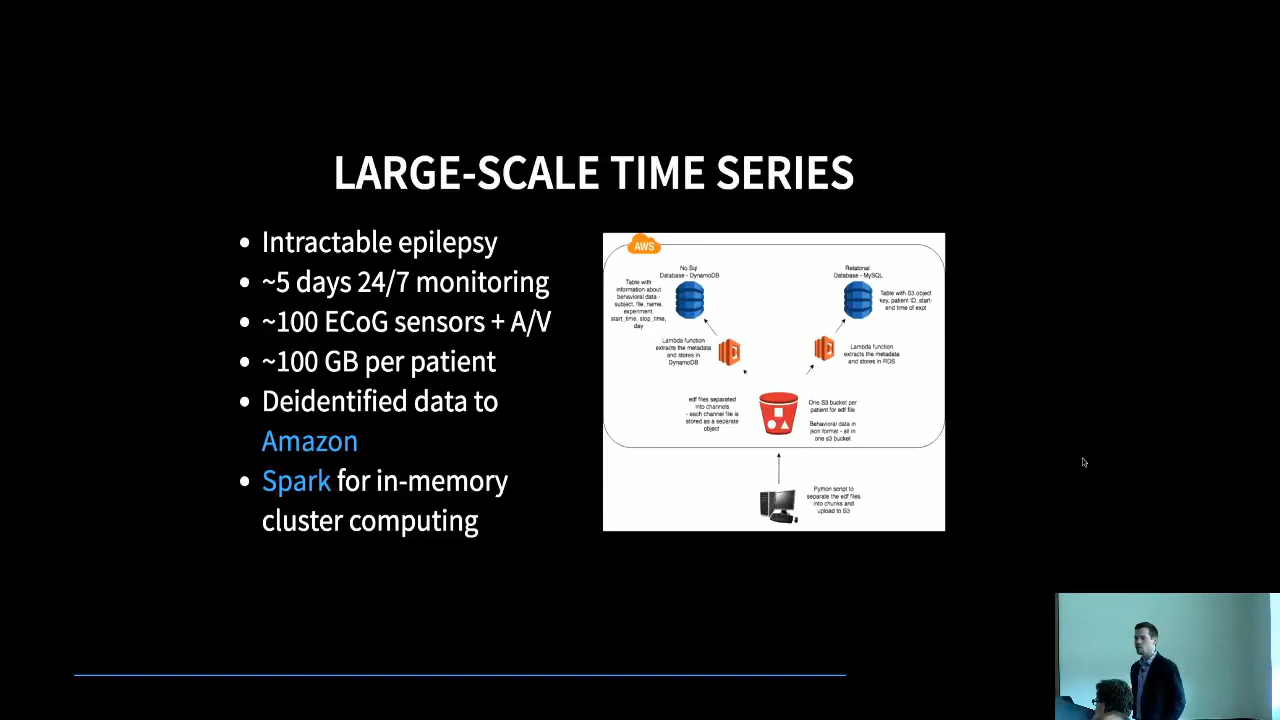 LARGE-SCALE TIME SERIES
• Intractable epilepsy
• ~5 days 24/7 monitoring
• ~100 ECoG sensors + A/V
• ~100 GB per patient
• Deidentified data to
Amazon
• Spark for in-memory
cluster computing
AWS
No Sql
Database - DynamoDB
Table with
information about
behavioral data -
subject, file_name,
experiment,
start_time, stop_time,
day
Relatonal
Database - MySQL
Table with S3 object
key, patient ID, start-
end time of expt
Lambda function
extracts the metadata
and stores in
DynamoDB
Lambda function
extracts the metadata
and stores in RDS
edf files separated
into channels
- each channel file is
stored as a separate
object
One S3 bucket per
patient for edf file
Behavioral data in
json format - all in
one s3 bucket
Python script to
separate the edf files
into chunks and
upload to S3